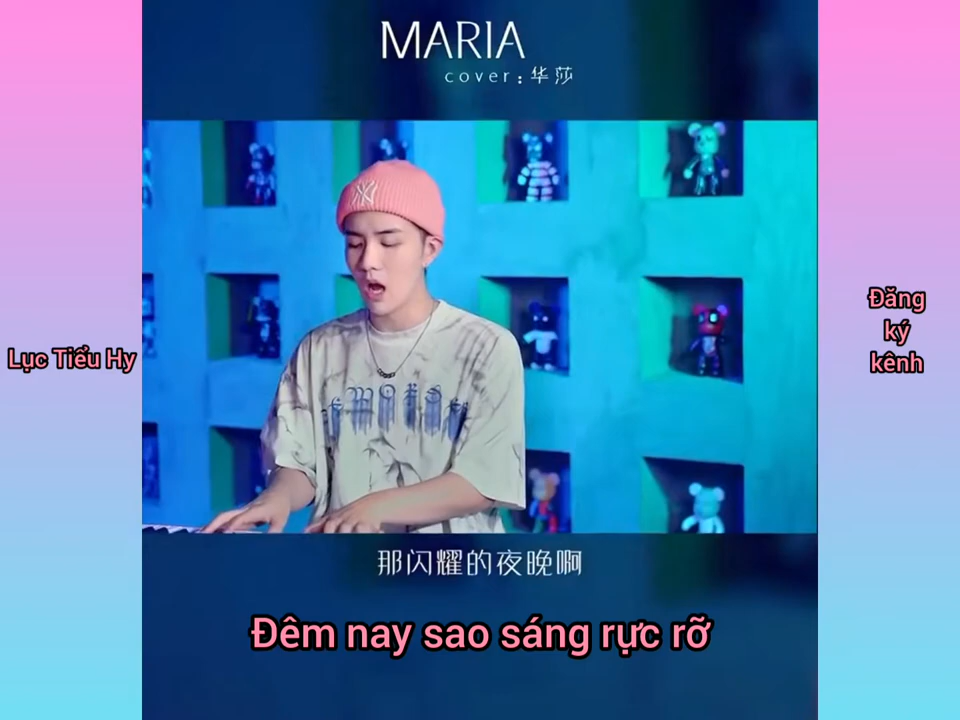 MARIA
cover:华莎
NY
Lục Tiểu Hy
Đăng
ký
kênh
那闪耀的夜晚啊
Đêm nay sao sáng rực rỡ